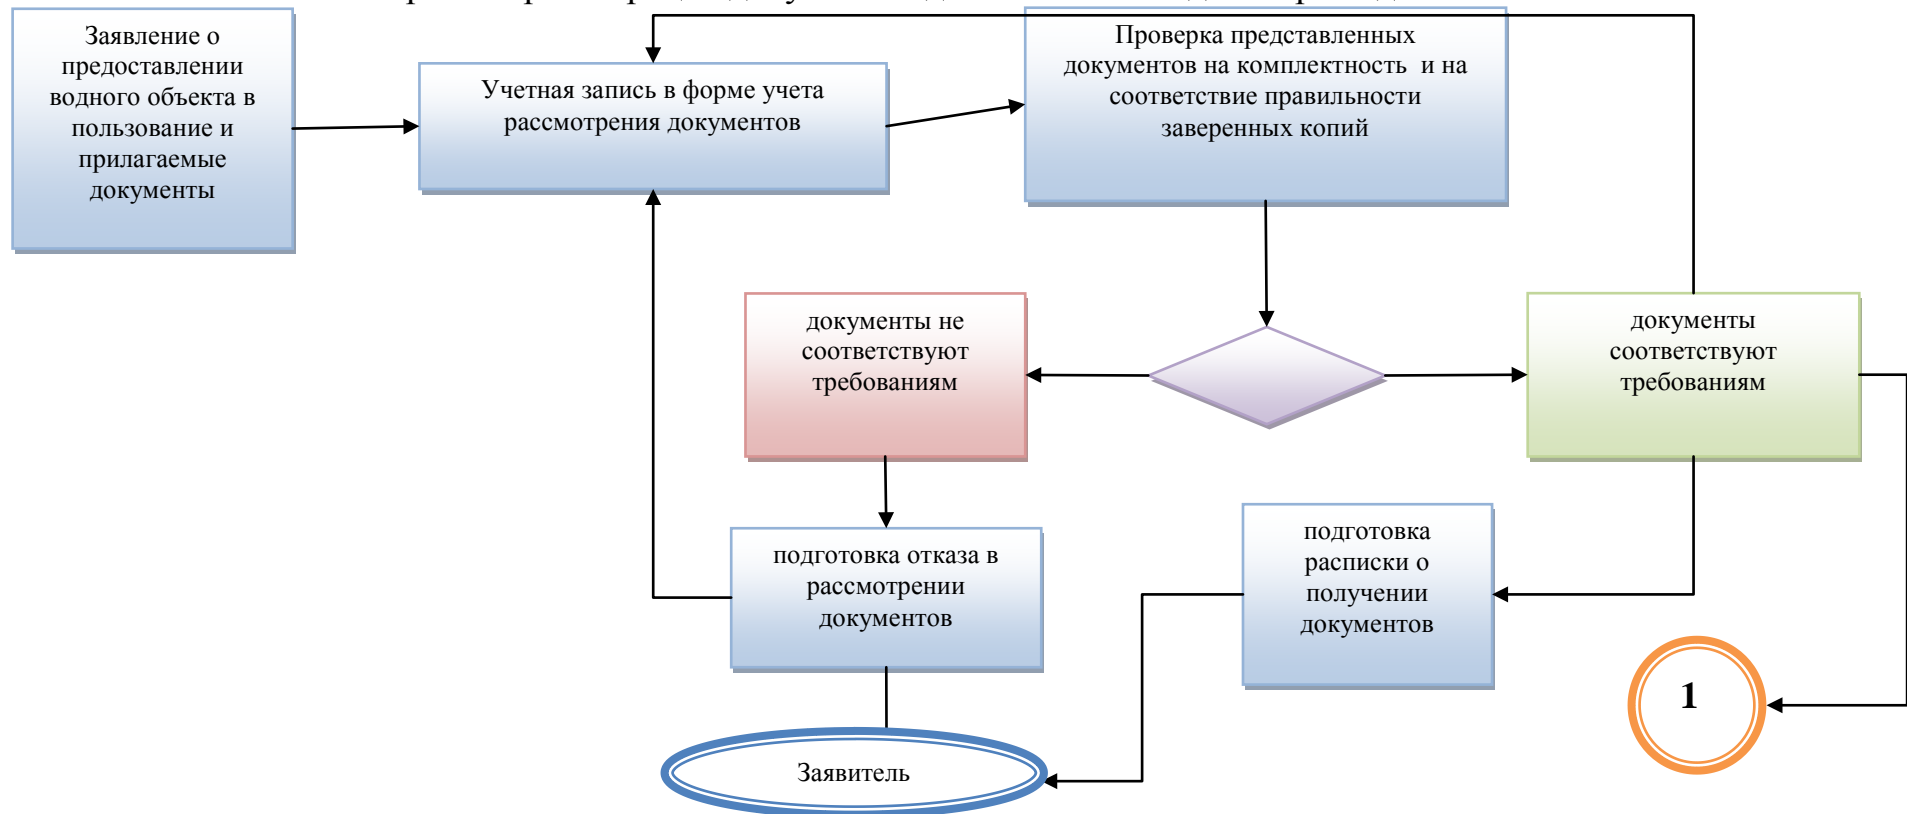 Заявление о
предоставлении
водного объекта в
пользование и
прилагаемые
документы
Учетная запись в форме учета
рассмотрения документов
Проверка представленных
документов на комплектность и на
соответствие правильности
заверенных копий
документы не
соответствуют
требованиям
документы
соответствуют
требованиям
подготовка отказа в
рассмотрении
документов
подготовка
расписки о
получении
документов
1
Заявитель